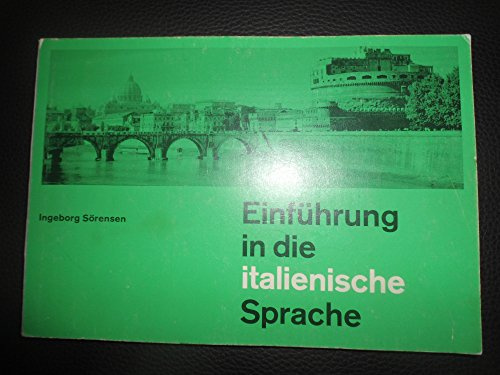 Ingeborg Sörensen
Einführung
in die
italienische
Sprache